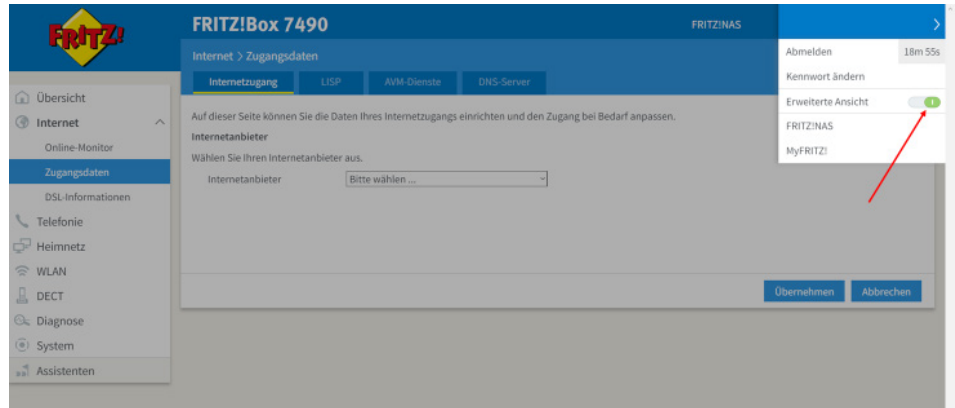 FRITZ!
FRITZ!Box 7490
FRITZ!NAS
Internet > Zugangsdaten
Internetzugang
LISP
AVM-Dienste
DNS-Server
Auf dieser Seite können Sie die Daten Ihres Internetzugangs einrichten und den Zugang bei Bedarf anpassen.
Internetanbieter
Wählen Sie Ihren Internetanbieter aus.
Internetanbieter
Bitte wählen ...
Übernehmen
Abbrechen
Übersicht
Internet
Online-Monitor
Zugangsdaten
DSL-Informationen
Telefonie
Heimnetz
WLAN
DECT
Diagnose
System
Assistenten
Abmelden 18m 55s
Kennwort ändern
Erweiterte Ansicht
FRITZ!NAS
MyFRITZ!